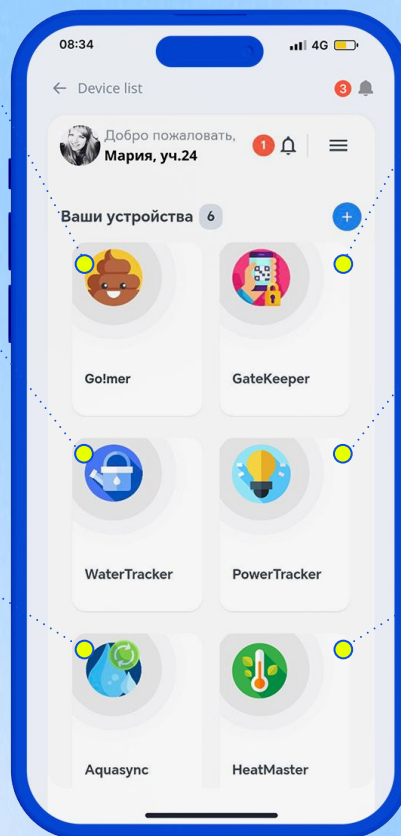 08:34 4G
Device list 3
Добро пожаловать,
Мария, уч.24 1
Ваши устройства 6 +
Go!mer GateKeeper
WaterTracker PowerTracker
Aquasync HeatMaster